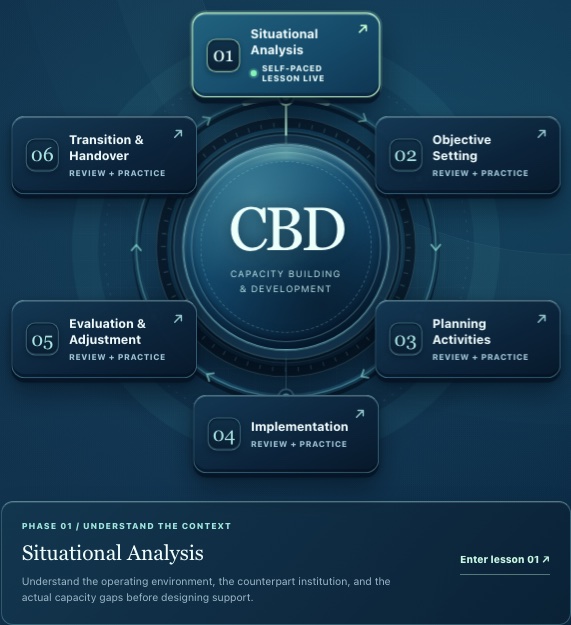 01
Situational
Analysis
SELF-PACED
LESSON LIVE
06
Transition &
Handover
REVIEW + PRACTICE
02
Objective
Setting
REVIEW + PRACTICE
CBD
CAPACITY BUILDING
& DEVELOPMENT
05
Evaluation &
Adjustment
REVIEW + PRACTICE
03
Planning
Activities
REVIEW + PRACTICE
04
Implementation
REVIEW + PRACTICE
PHASE 01 / UNDERSTAND THE CONTEXT
Situational Analysis
Understand the operating environment, the counterpart institution, and the
actual capacity gaps before designing support.
Enter lesson 01 ↗